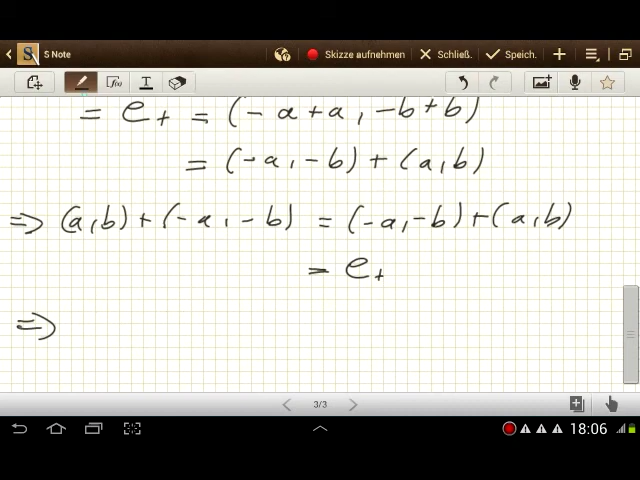 S Note
Skizze aufnehmen
Schließ.
Speich.
= e₊ = (-a+a, -b+b)
= (-a, -b) + (a, b)
=> (a, b) + (-a, -b) = (-a, -b) + (a, b)
= e₊
=>
3/3
18:06